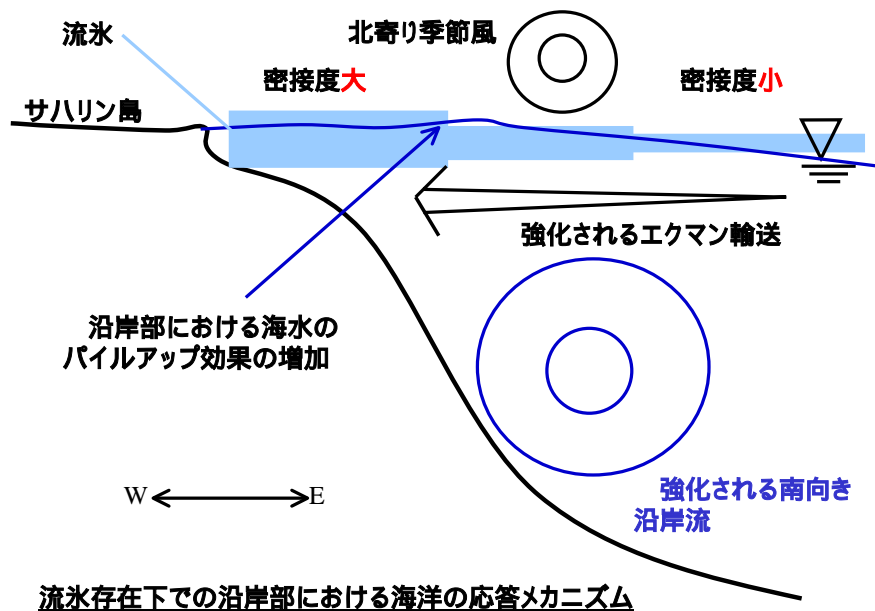 流氷
北寄り季節風
密接度大
密接度小
サハリン島
強化されるエクマン輸送
沿岸部における海水の
パイルアップ効果の増加
W
E
強化される南向き
沿岸流
流氷存在下での沿岸部における海洋の応答メカニズム